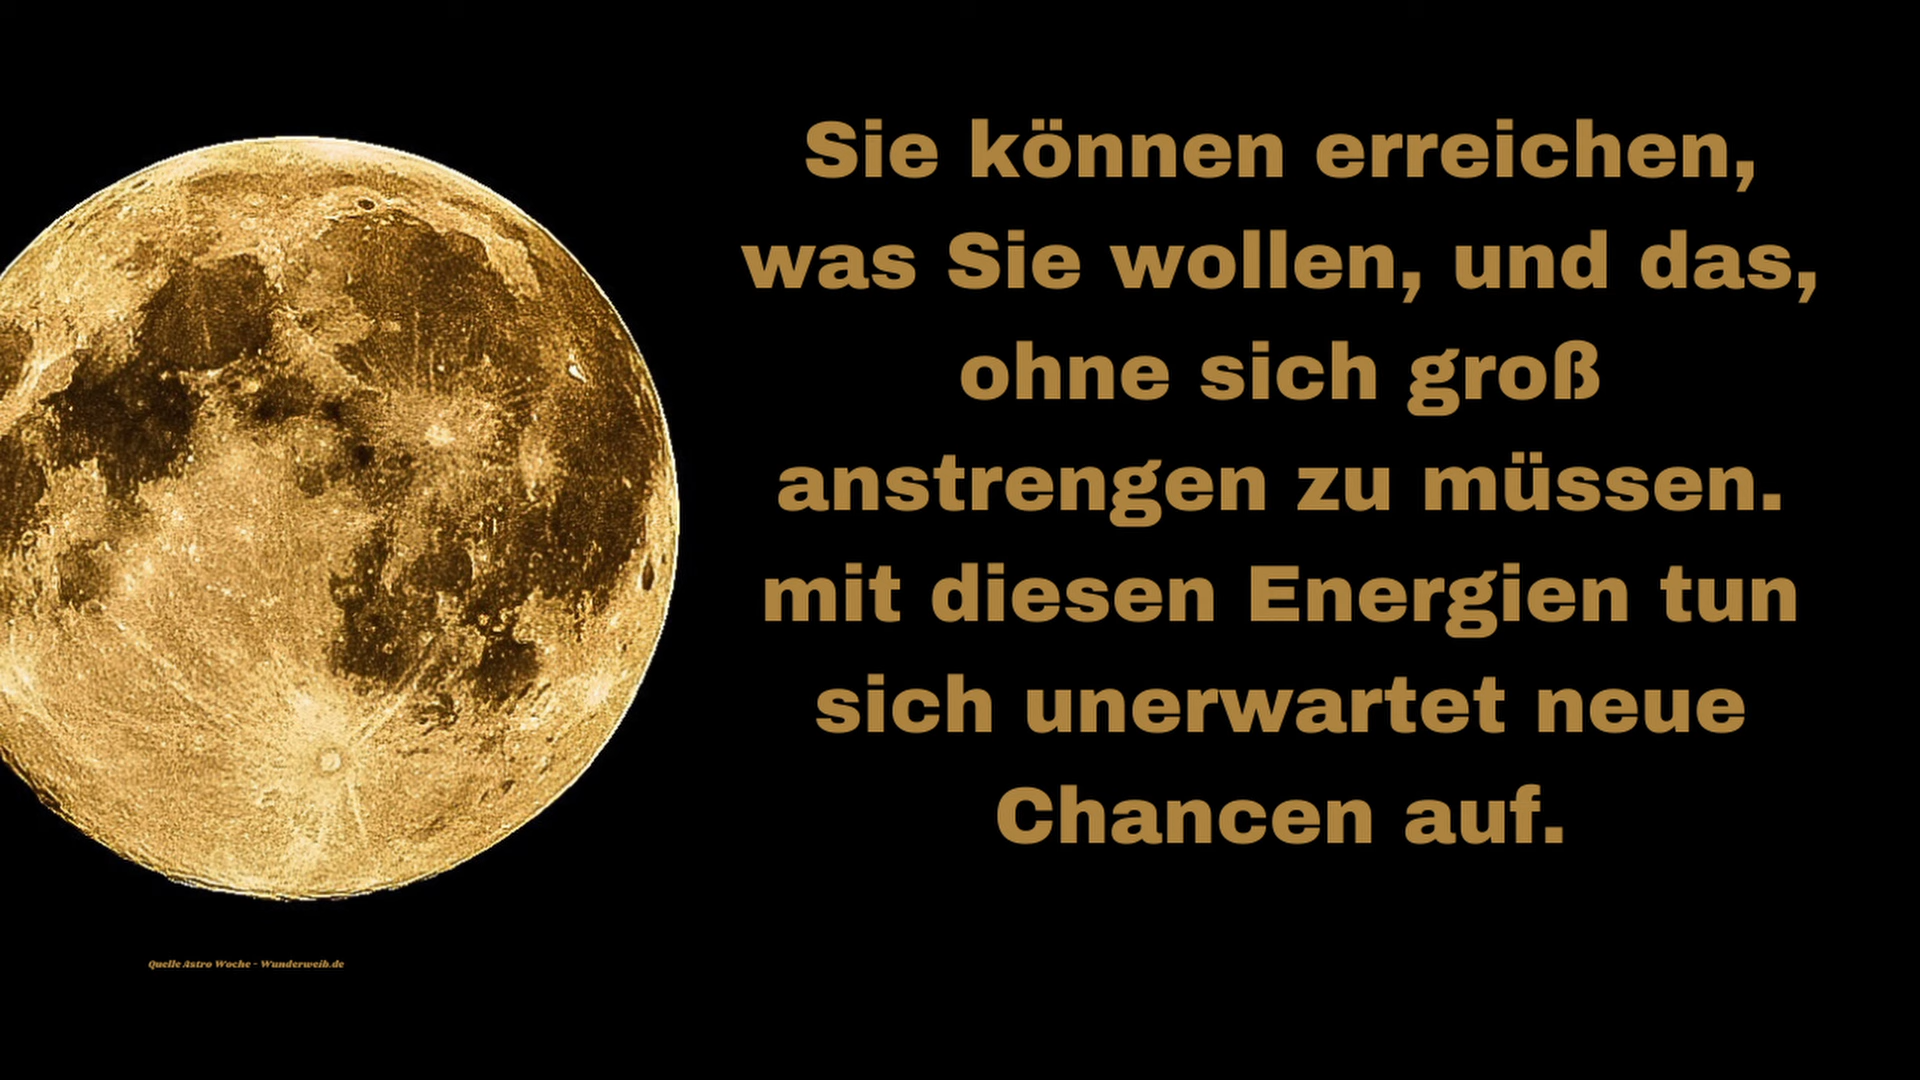 Sie können erreichen,
was Sie wollen, und das,
ohne sich groß
anstrengen zu müssen.
mit diesen Energien tun
sich unerwartet neue
Chancen auf.
Quelle Astro Woche - Wunderweib.de